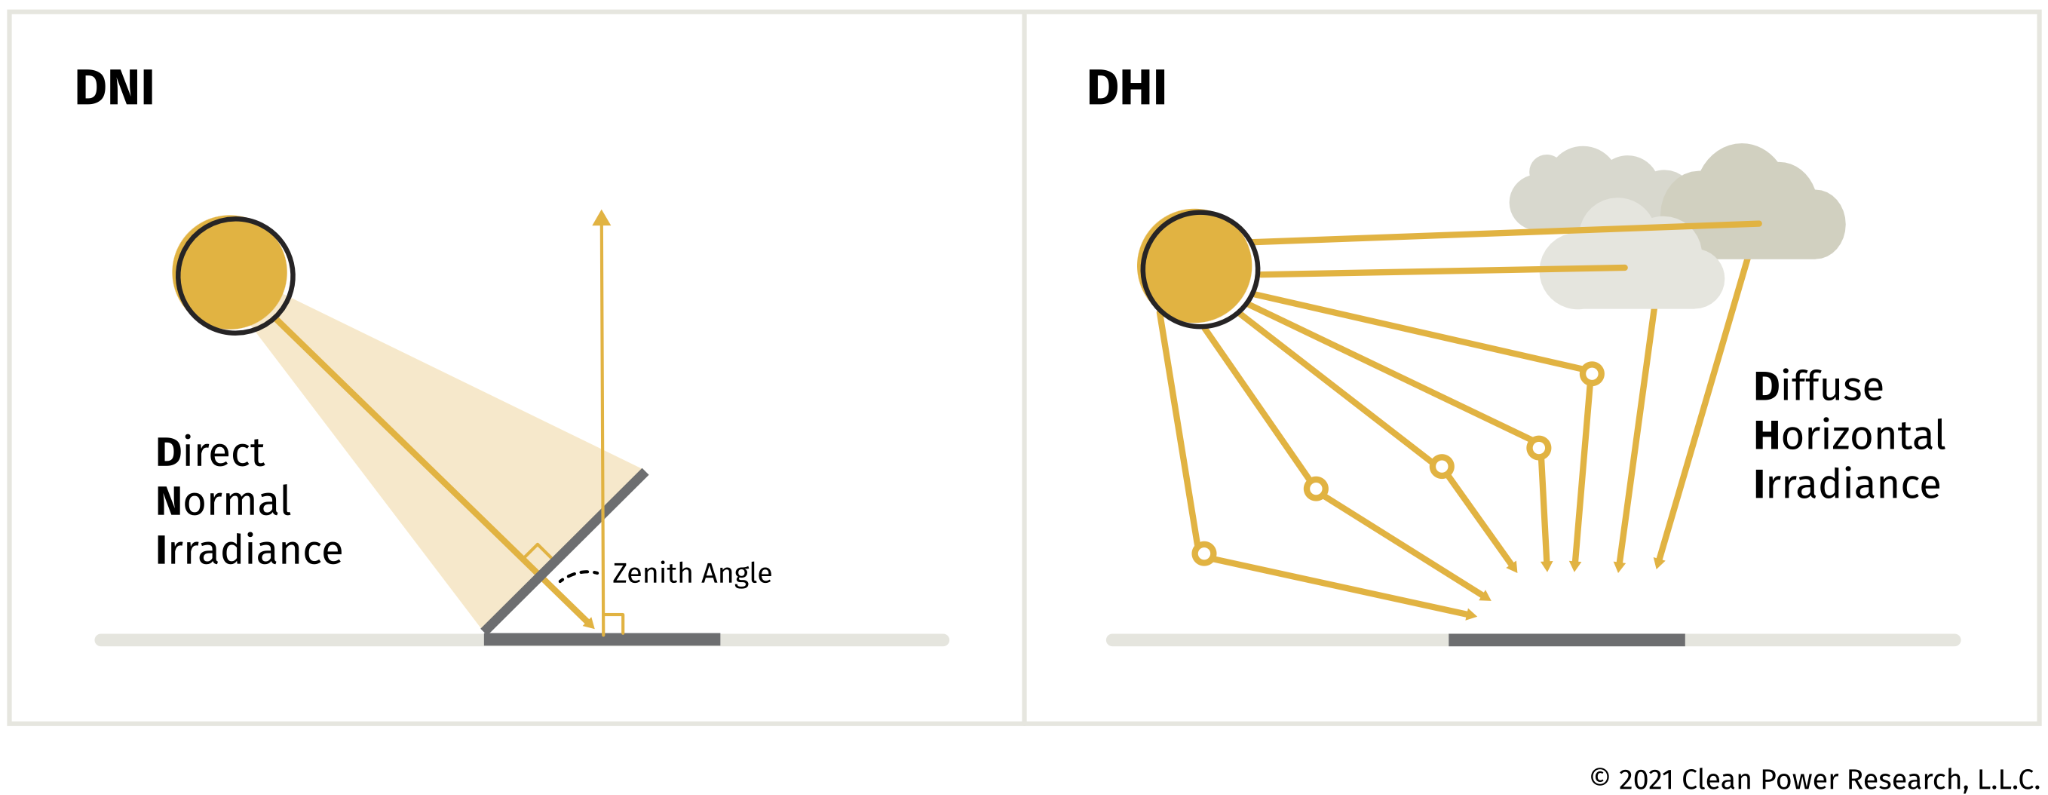 DNI
Direct
Normal
Irradiance
Zenith Angle
DHI
Diffuse
Horizontal
Irradiance
© 2021 Clean Power Research, L.L.C.